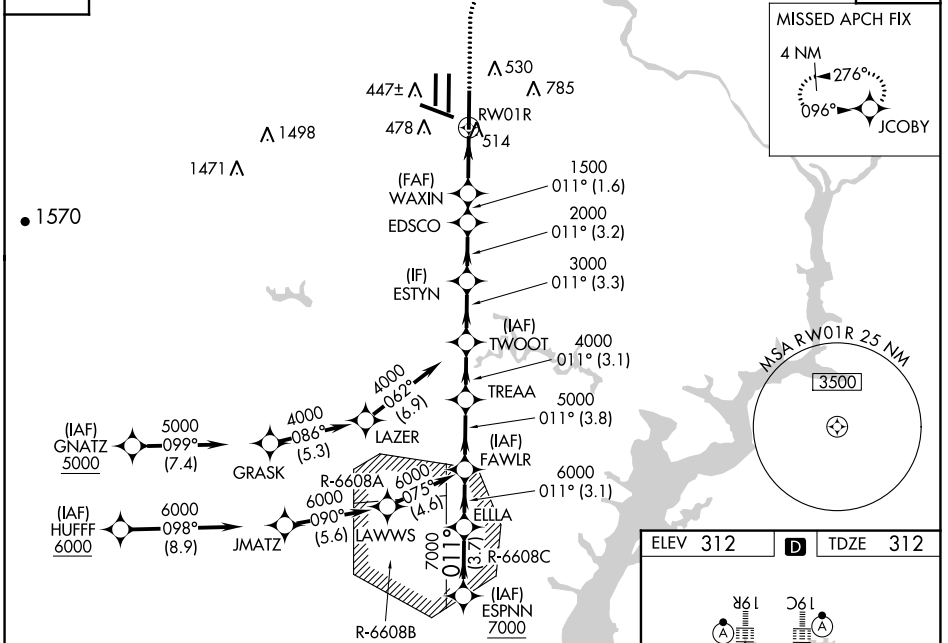 MISSED APCH FIX
4 NM
276°
096°
JCOBY
530
785
447±
478
RW01R
514
1498
1471
1570
(FAF)
WAXIN
1500
011° (1.6)
EDSCO
2000
011° (3.2)
(IF)
ESTYN
3000
011° (3.3)
(IAF)
TWOOT
4000
011° (3.1)
TREAA
5000
011° (3.8)
(IAF)
FAWLR
6000
011° (3.1)
ELLLA
7000
011°
(3.7)
(IAF)
ESPNN
7000
(IAF)
GNATZ
5000
5000
099°
(7.4)
GRASK
4000
086°
(5.3)
LAZER
4000
062°
(6.9)
(IAF)
HUFFF
6000
6000
098°
(8.9)
JMATZ
6000
090°
(5.6)
LAWWS
6000
075°
(4.6)
R-6608A
R-6608B
R-6608C
MSA RW01R 25 NM
3500
ELEV 312
D
TDZE 312
19R
19C
A
A